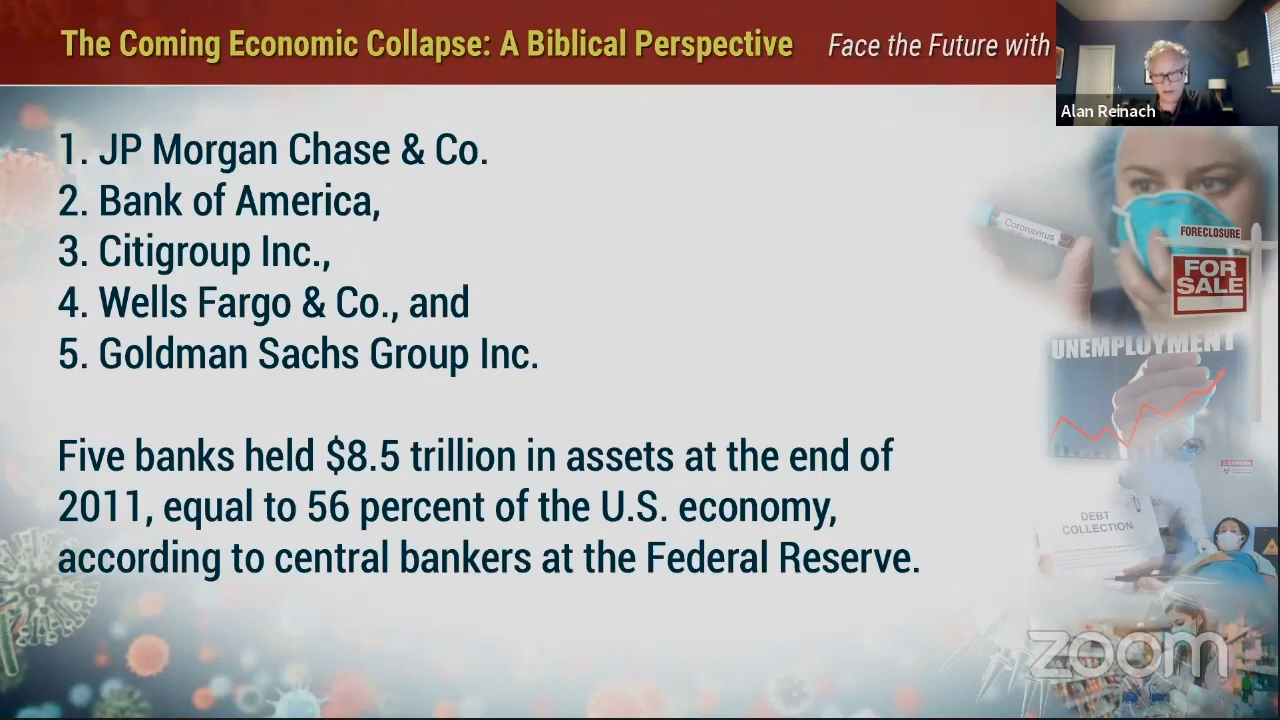 The Coming Economic Collapse: A Biblical Perspective Face the Future with
Alan Reinach
1. JP Morgan Chase & Co.
2. Bank of America,
3. Citigroup Inc.,
4. Wells Fargo & Co., and
5. Goldman Sachs Group Inc.
Five banks held $8.5 trillion in assets at the end of
2011, equal to 56 percent of the U.S. economy,
according to central bankers at the Federal Reserve.
Coronavirus
FORECLOSURE
FOR
SALE
UNEMPLOYMENT
DANGER
DEBT
COLLECTION
zoom